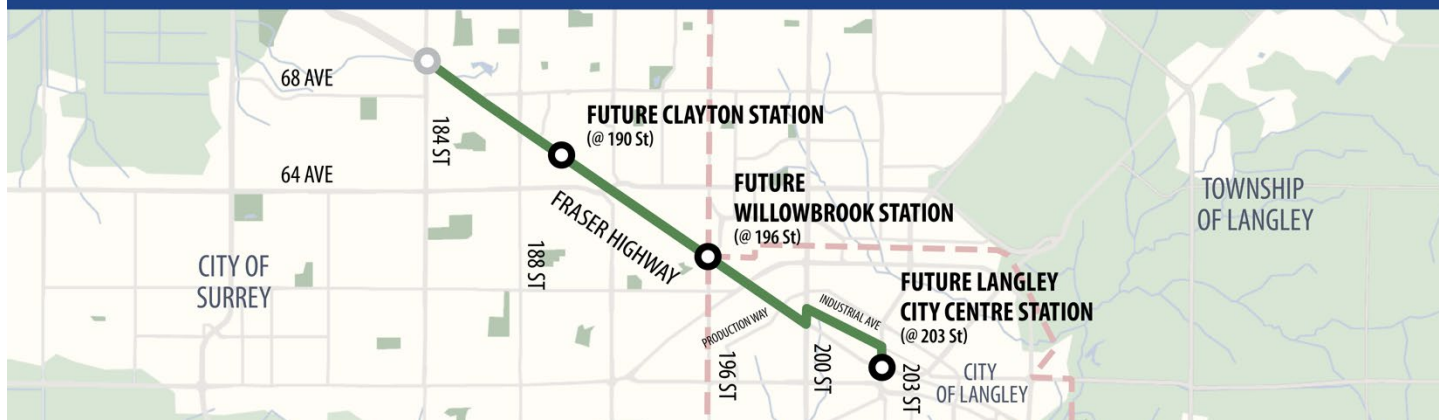 68 AVE
184 ST
FUTURE CLAYTON STATION
(@ 190 St)
64 AVE
FUTURE
WILLOWBROOK STATION
(@ 196 St)
TOWNSHIP
OF LANGLEY
FRASER HIGHWAY
188 ST
CITY OF
SURREY
FUTURE LANGLEY
CITY CENTRE STATION
(@ 203 St)
INDUSTRIAL AVE
PRODUCTION WAY
196 ST
200 ST
203 ST
CITY
OF LANGLEY